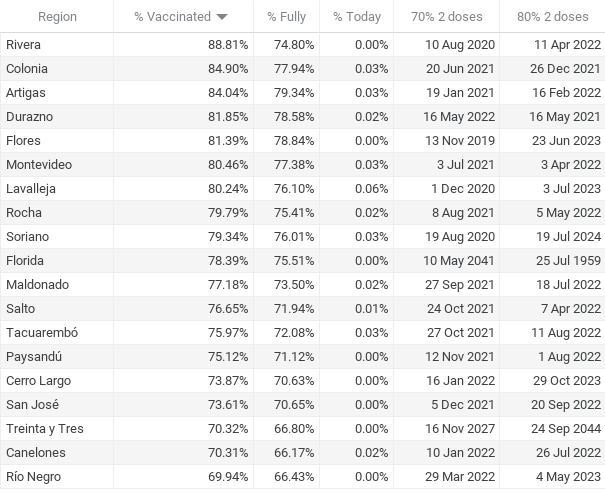 Region % Vaccinated % Fully % Today 70% 2 doses 80% 2 doses
Rivera 88.81% 74.80% 0.00% 10 Aug 2020 11 Apr 2022
Colonia 84.90% 77.94% 0.03% 20 Jun 2021 26 Dec 2021
Artigas 84.04% 79.34% 0.03% 19 Jan 2021 16 Feb 2022
Durazno 81.85% 78.58% 0.02% 16 May 2022 16 May 2021
Flores 81.39% 78.84% 0.00% 13 Nov 2019 23 Jun 2023
Montevideo 80.46% 77.38% 0.03% 3 Jul 2021 3 Apr 2022
Lavalleja 80.24% 76.10% 0.06% 1 Dec 2020 3 Jul 2023
Rocha 79.79% 75.41% 0.02% 8 Aug 2021 5 May 2022
Soriano 79.34% 76.01% 0.03% 19 Aug 2020 19 Jul 2024
Florida 78.39% 75.51% 0.00% 10 May 2041 25 Jul 1959
Maldonado 77.18% 73.50% 0.02% 27 Sep 2021 18 Jul 2022
Salto 76.65% 71.94% 0.01% 24 Oct 2021 7 Apr 2022
Tacuarembó 75.97% 72.08% 0.03% 27 Oct 2021 11 Aug 2022
Paysandú 75.12% 71.12% 0.00% 12 Nov 2021 1 Aug 2022
Cerro Largo 73.87% 70.63% 0.00% 16 Jan 2022 29 Oct 2023
San José 73.61% 70.65% 0.00% 5 Dec 2021 20 Sep 2022
Treinta y Tres 70.32% 66.80% 0.00% 16 Nov 2027 24 Sep 2044
Canelones 70.31% 66.17% 0.02% 10 Jan 2022 26 Jul 2022
Río Negro 69.94% 66.43% 0.00% 29 Mar 2022 4 May 2023